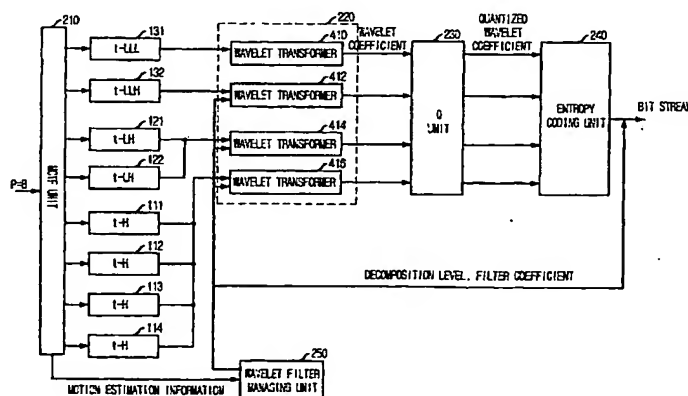 210
131
t-LLL
132
t-LLH
121
t-LH
122
t-LH
111
t-H
112
t-H
113
t-H
114
t-H
MCTF UNIT
220
410
WAVELET TRANSFORMER
412
WAVELET TRANSFORMER
414
WAVELET TRANSFORMER
416
WAVELET TRANSFORMER
WAVELET
COEFFICIENT
230
Q
UNIT
QUANTIZED
WAVELET
COEFFICIENT
240
ENTROPY
CODING UNIT
BIT STREAM
DECOMPOSITION LEVEL, FILTER COEFFICIENT
250
WAVELET FILTER
MANAGING UNIT
MOTION ESTIMATION INFORMATION